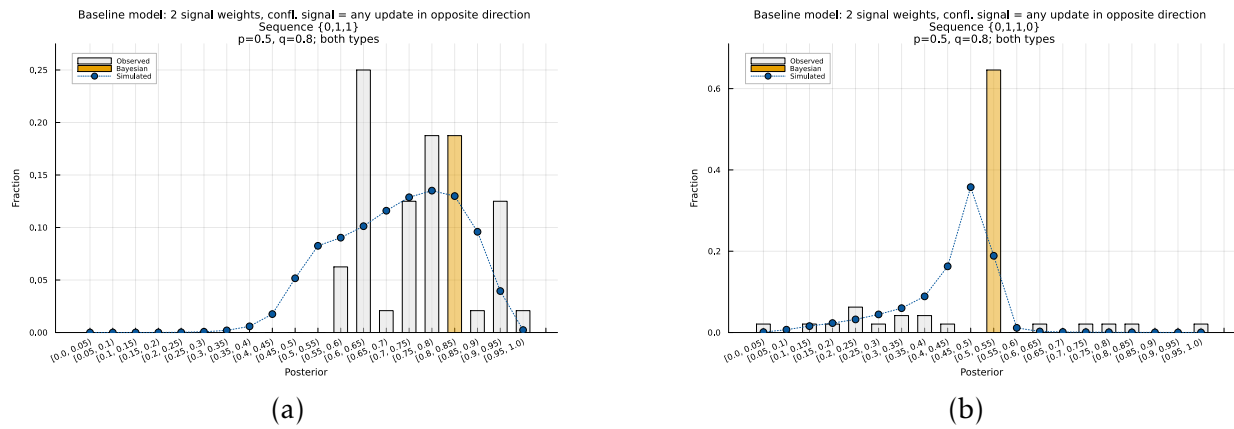 Baseline model: 2 signal weights, confl. signal = any update in opposite direction
Sequence {0,1,1}
p=0.5, q=0.8; both types
Observed
Bayesian
Simulated
Fraction
0,25
0,20
0,15
0,10
0,05
0,00
[0.0, 0.05)
[0.05, 0.1)
[0.1, 0.15)
[0.15, 0.2)
[0.2, 0.25)
[0.25, 0.3)
[0.3, 0.35)
[0.35, 0.4)
[0.4, 0.45)
[0.45, 0.5)
[0.5, 0.55)
[0.55, 0.6)
[0.6, 0.65)
[0.65, 0.7)
[0.7, 0.75)
[0.75, 0.8)
[0.8, 0.85)
[0.85, 0.9)
[0.9, 0.95)
[0.95, 1.0)
Posterior
(a)
Baseline model: 2 signal weights, confl. signal = any update in opposite direction
Sequence {0,1,1,0}
p=0.5, q=0.8; both types
Observed
Bayesian
Simulated
Fraction
0.6
0.4
0.2
0.0
[0.0, 0.05)
[0.05, 0.1)
[0.1, 0.15)
[0.15, 0.2)
[0.2, 0.25)
[0.25, 0.3)
[0.3, 0.35)
[0.35, 0.4)
[0.4, 0.45)
[0.45, 0.5)
[0.5, 0.55)
[0.55, 0.6)
[0.6, 0.65)
[0.65, 0.7)
[0.7, 0.75)
[0.75, 0.8)
[0.8, 0.85)
[0.85, 0.9)
[0.9, 0.95)
[0.95, 1.0)
Posterior
(b)